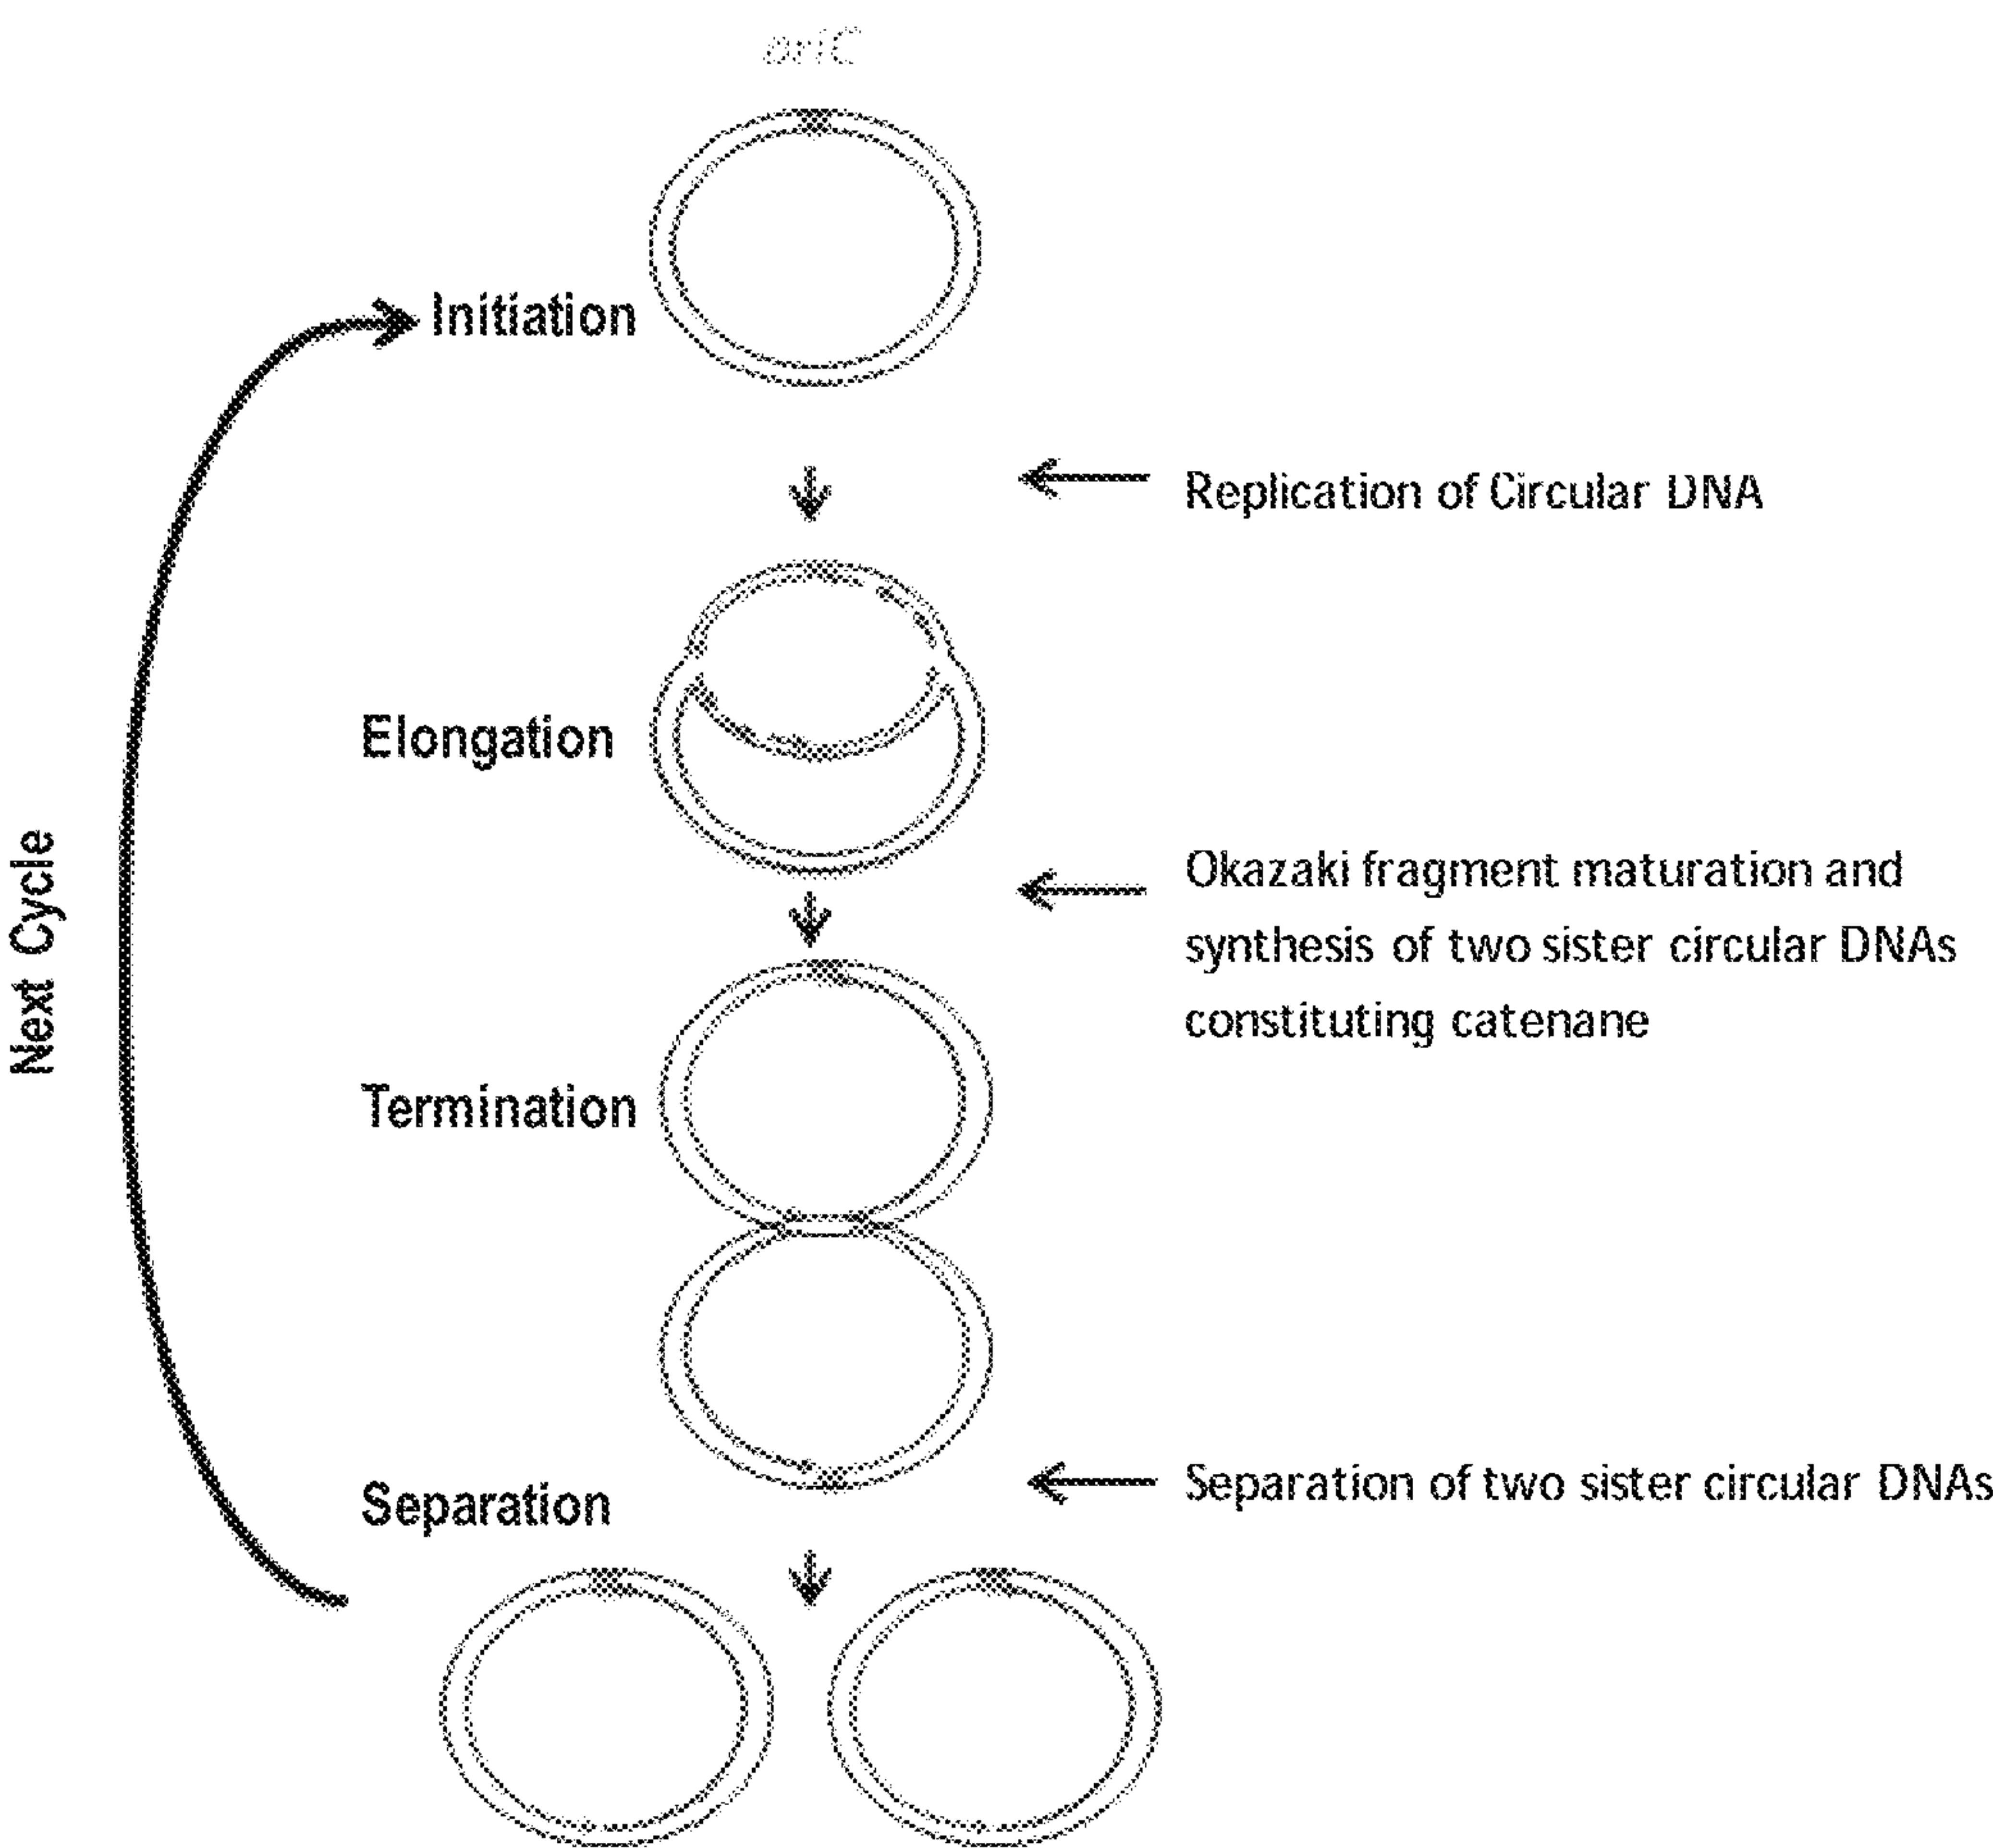 oriC
Initiation
Replication of Circular DNA
Elongation
Okazaki fragment maturation and
synthesis of two sister circular DNAs
constituting catenane
Next Cycle
Termination
Separation of two sister circular DNAs
Separation